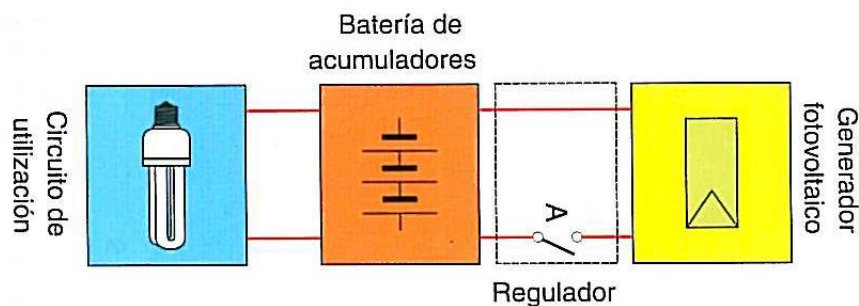 Batería de
acumuladores
Circuito de
utilización
A
Generador
fotovoltaico
Regulador